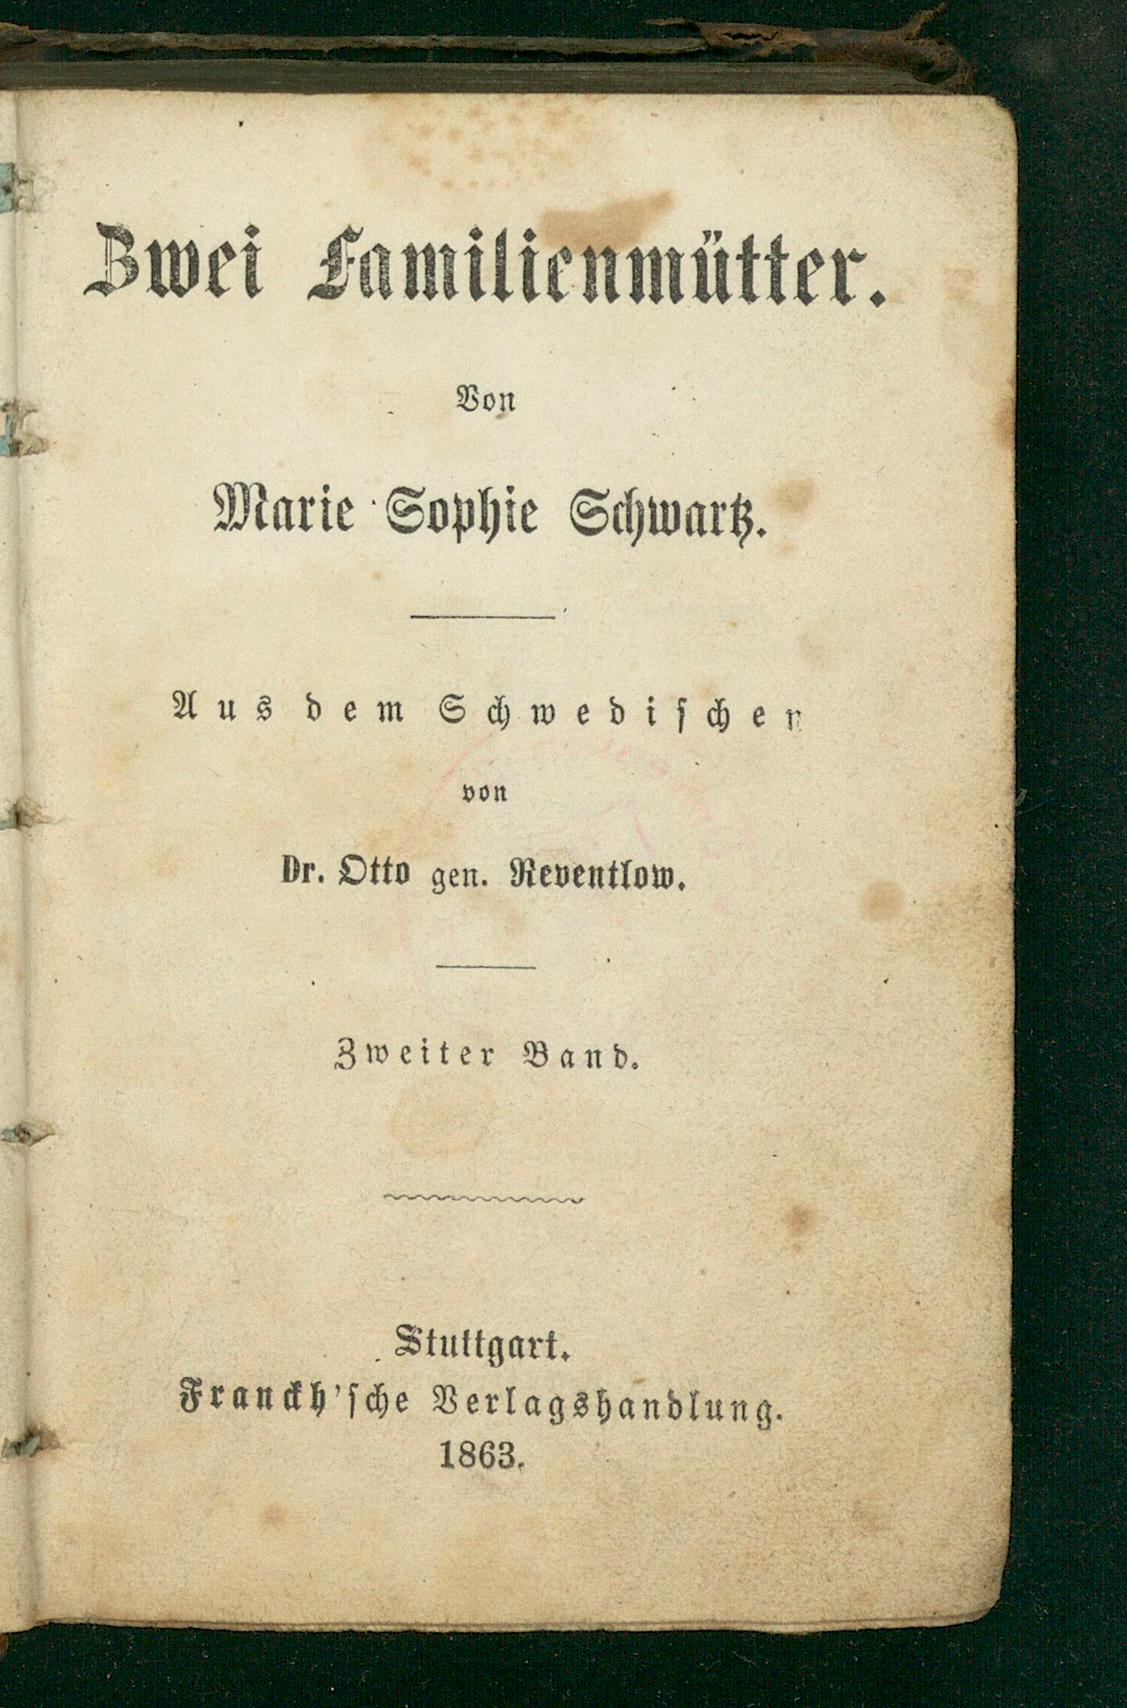 Zwei Familienmütter.
Von
Marie Sophie Schwartz.
Aus dem Schwedischen
von
Dr. Otto gen. Reventlow.
Zweiter Band.
Stuttgart.
Franckh'sche Verlagshandlung.
1863.